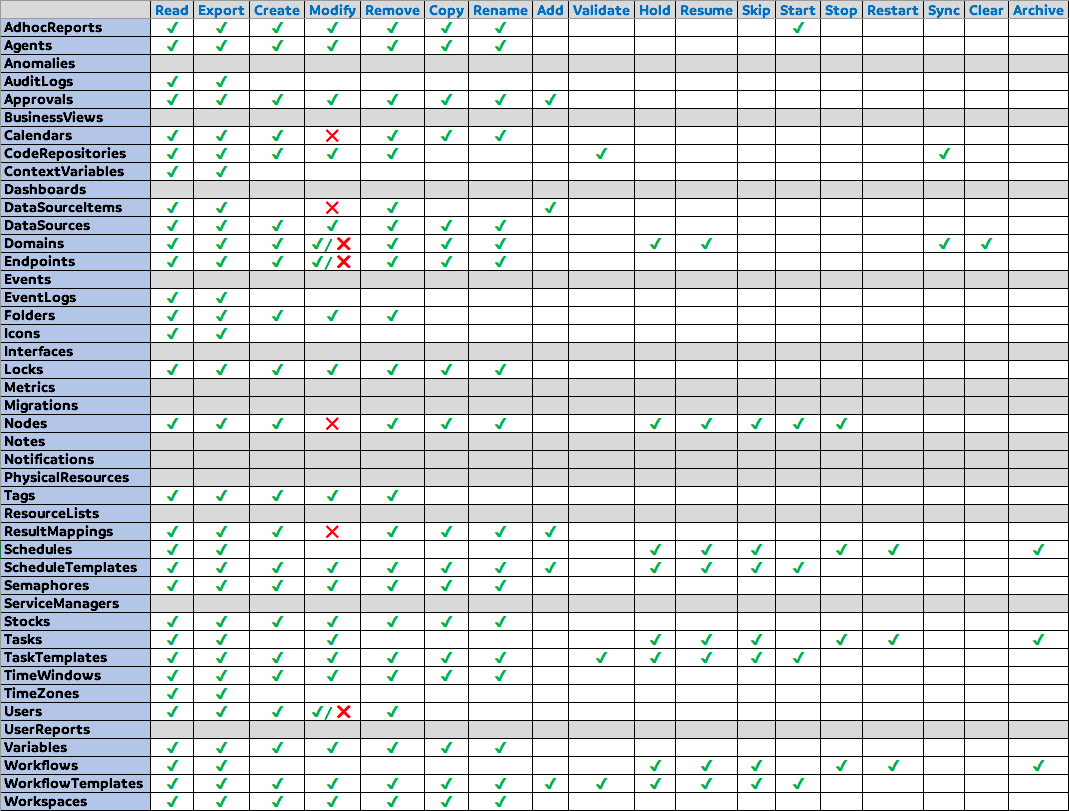 Read Export Create Modify Remove Copy Rename Add Validate Hold Resume Skip Start Stop Restart Sync Clear Archive
AdhocReports ✓ ✓ ✓ ✓ ✓ ✓ ✓ ✓
Agents ✓ ✓ ✓ ✓ ✓ ✓ ✓
Anomalies
AuditLogs ✓ ✓
Approvals ✓ ✓ ✓ ✓ ✓ ✓ ✓ ✓
BusinessViews
Calendars ✓ ✓ ✓ ✗ ✓ ✓ ✓
CodeRepositories ✓ ✓ ✓ ✓ ✓ ✓ ✓
ContextVariables ✓ ✓
Dashboards
DataSourceItems ✓ ✓ ✗ ✓ ✓
DataSources ✓ ✓ ✓ ✓ ✓ ✓ ✓
Domains ✓ ✓ ✓ ✓/✗ ✓ ✓ ✓ ✓ ✓ ✓ ✓
Endpoints ✓ ✓ ✓ ✓/✗ ✓ ✓ ✓
Events
EventLogs ✓ ✓
Folders ✓ ✓ ✓ ✓ ✓
Icons ✓ ✓
Interfaces
Locks ✓ ✓ ✓ ✓ ✓ ✓ ✓
Metrics
Migrations
Nodes ✓ ✓ ✓ ✗ ✓ ✓ ✓ ✓ ✓ ✓ ✓ ✓
Notes
Notifications
PhysicalResources
Tags ✓ ✓ ✓ ✓ ✓
ResourceLists
ResultMappings ✓ ✓ ✓ ✗ ✓ ✓ ✓ ✓
Schedules ✓ ✓ ✓ ✓ ✓ ✓ ✓ ✓
ScheduleTemplates ✓ ✓ ✓ ✓ ✓ ✓ ✓ ✓ ✓ ✓ ✓ ✓
Semaphores ✓ ✓ ✓ ✓ ✓ ✓ ✓
ServiceManagers
Stocks ✓ ✓ ✓ ✓ ✓ ✓ ✓
Tasks ✓ ✓ ✓ ✓ ✓ ✓ ✓ ✓ ✓
TaskTemplates ✓ ✓ ✓ ✓ ✓ ✓ ✓ ✓ ✓ ✓ ✓ ✓
TimeWindows ✓ ✓ ✓ ✓ ✓ ✓ ✓
TimeZones ✓ ✓
Users ✓ ✓ ✓ ✓/✗ ✓
UserReports
Variables ✓ ✓ ✓ ✓ ✓ ✓ ✓
Workflows ✓ ✓ ✓ ✓ ✓ ✓ ✓ ✓
WorkflowTemplates ✓ ✓ ✓ ✓ ✓ ✓ ✓ ✓ ✓ ✓ ✓ ✓ ✓
Workspaces ✓ ✓ ✓ ✓ ✓ ✓ ✓